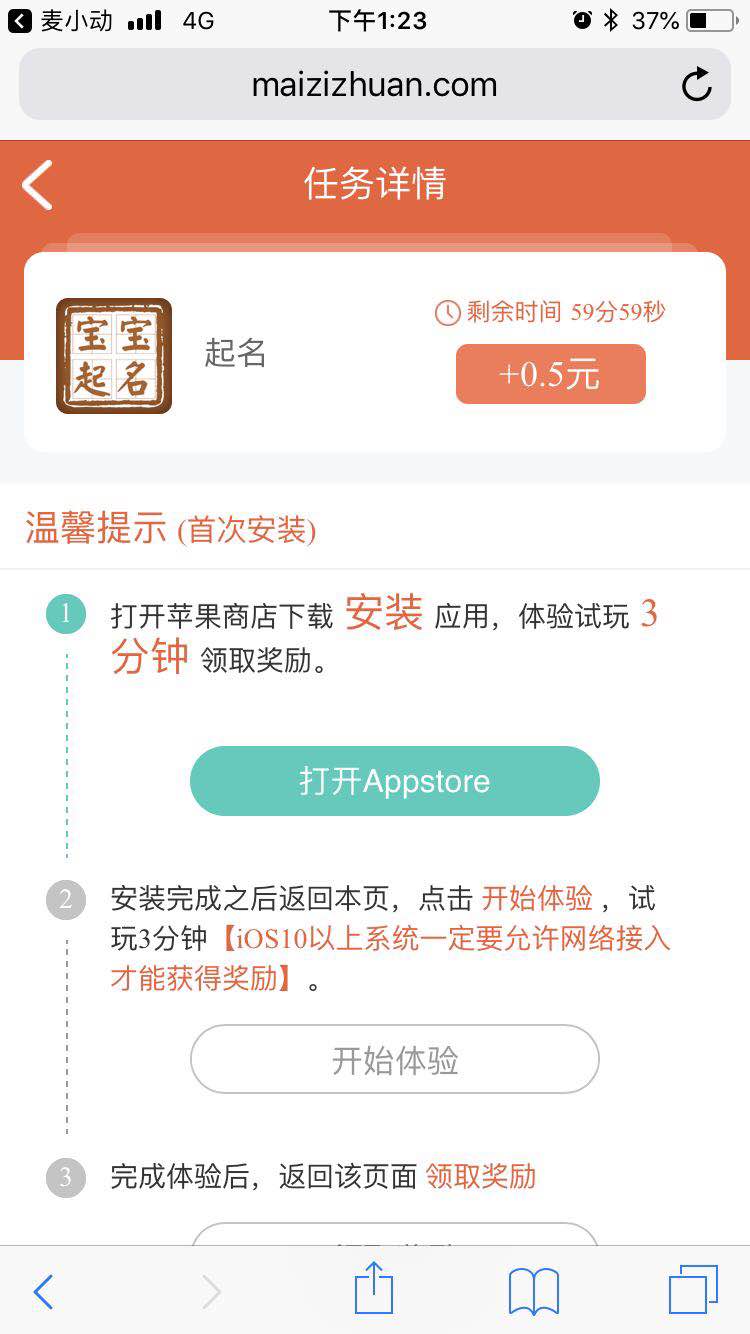 麦小动 4G 下午1:23 37%
maizizhuan.com
任务详情
宝宝
起名
起名
剩余时间 59分59秒
+0.5元
温馨提示 (首次安装)
1 打开苹果商店下载 安装 应用，体验试玩 3
分钟 领取奖励。
打开Appstore
2 安装完成之后返回本页，点击 开始体验 ，试
玩3分钟【iOS10以上系统一定要允许网络接入
才能获得奖励】 。
开始体验
3 完成体验后，返回该页面 领取奖励